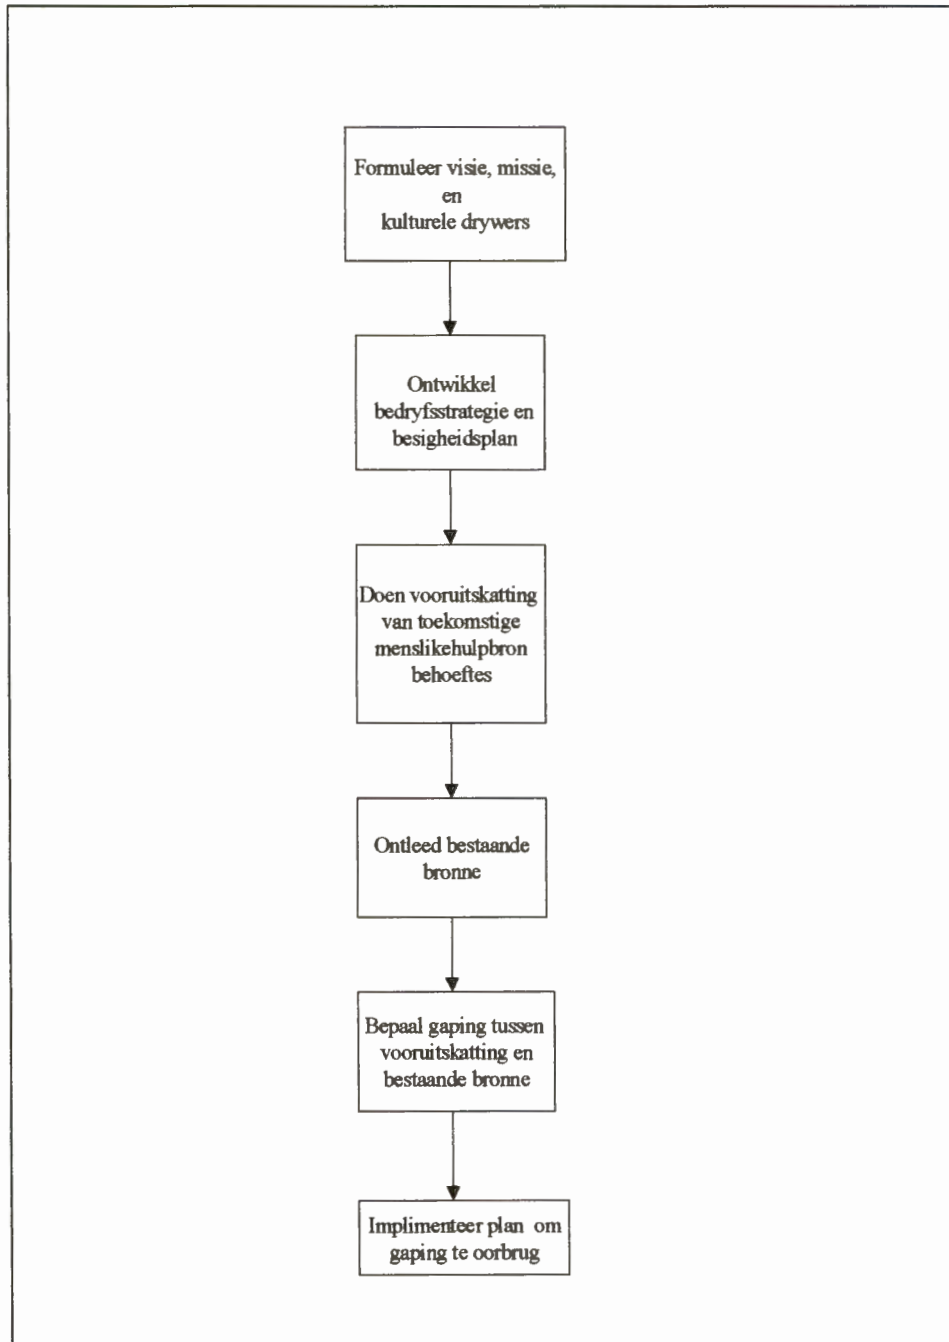 Formuleer visie, missie,
en
kulturele drywers
Ontwikkel
bedryfsstrategie en
besigheidsplan
Doen vooruitskatting
van toekomstige
menslikehulpbron
behoeftes
Ontleed bestaande
bronne
Bepaal gaping tussen
vooruitskatting en
bestaande bronne
Implimenteer plan om
gaping te oorbrug